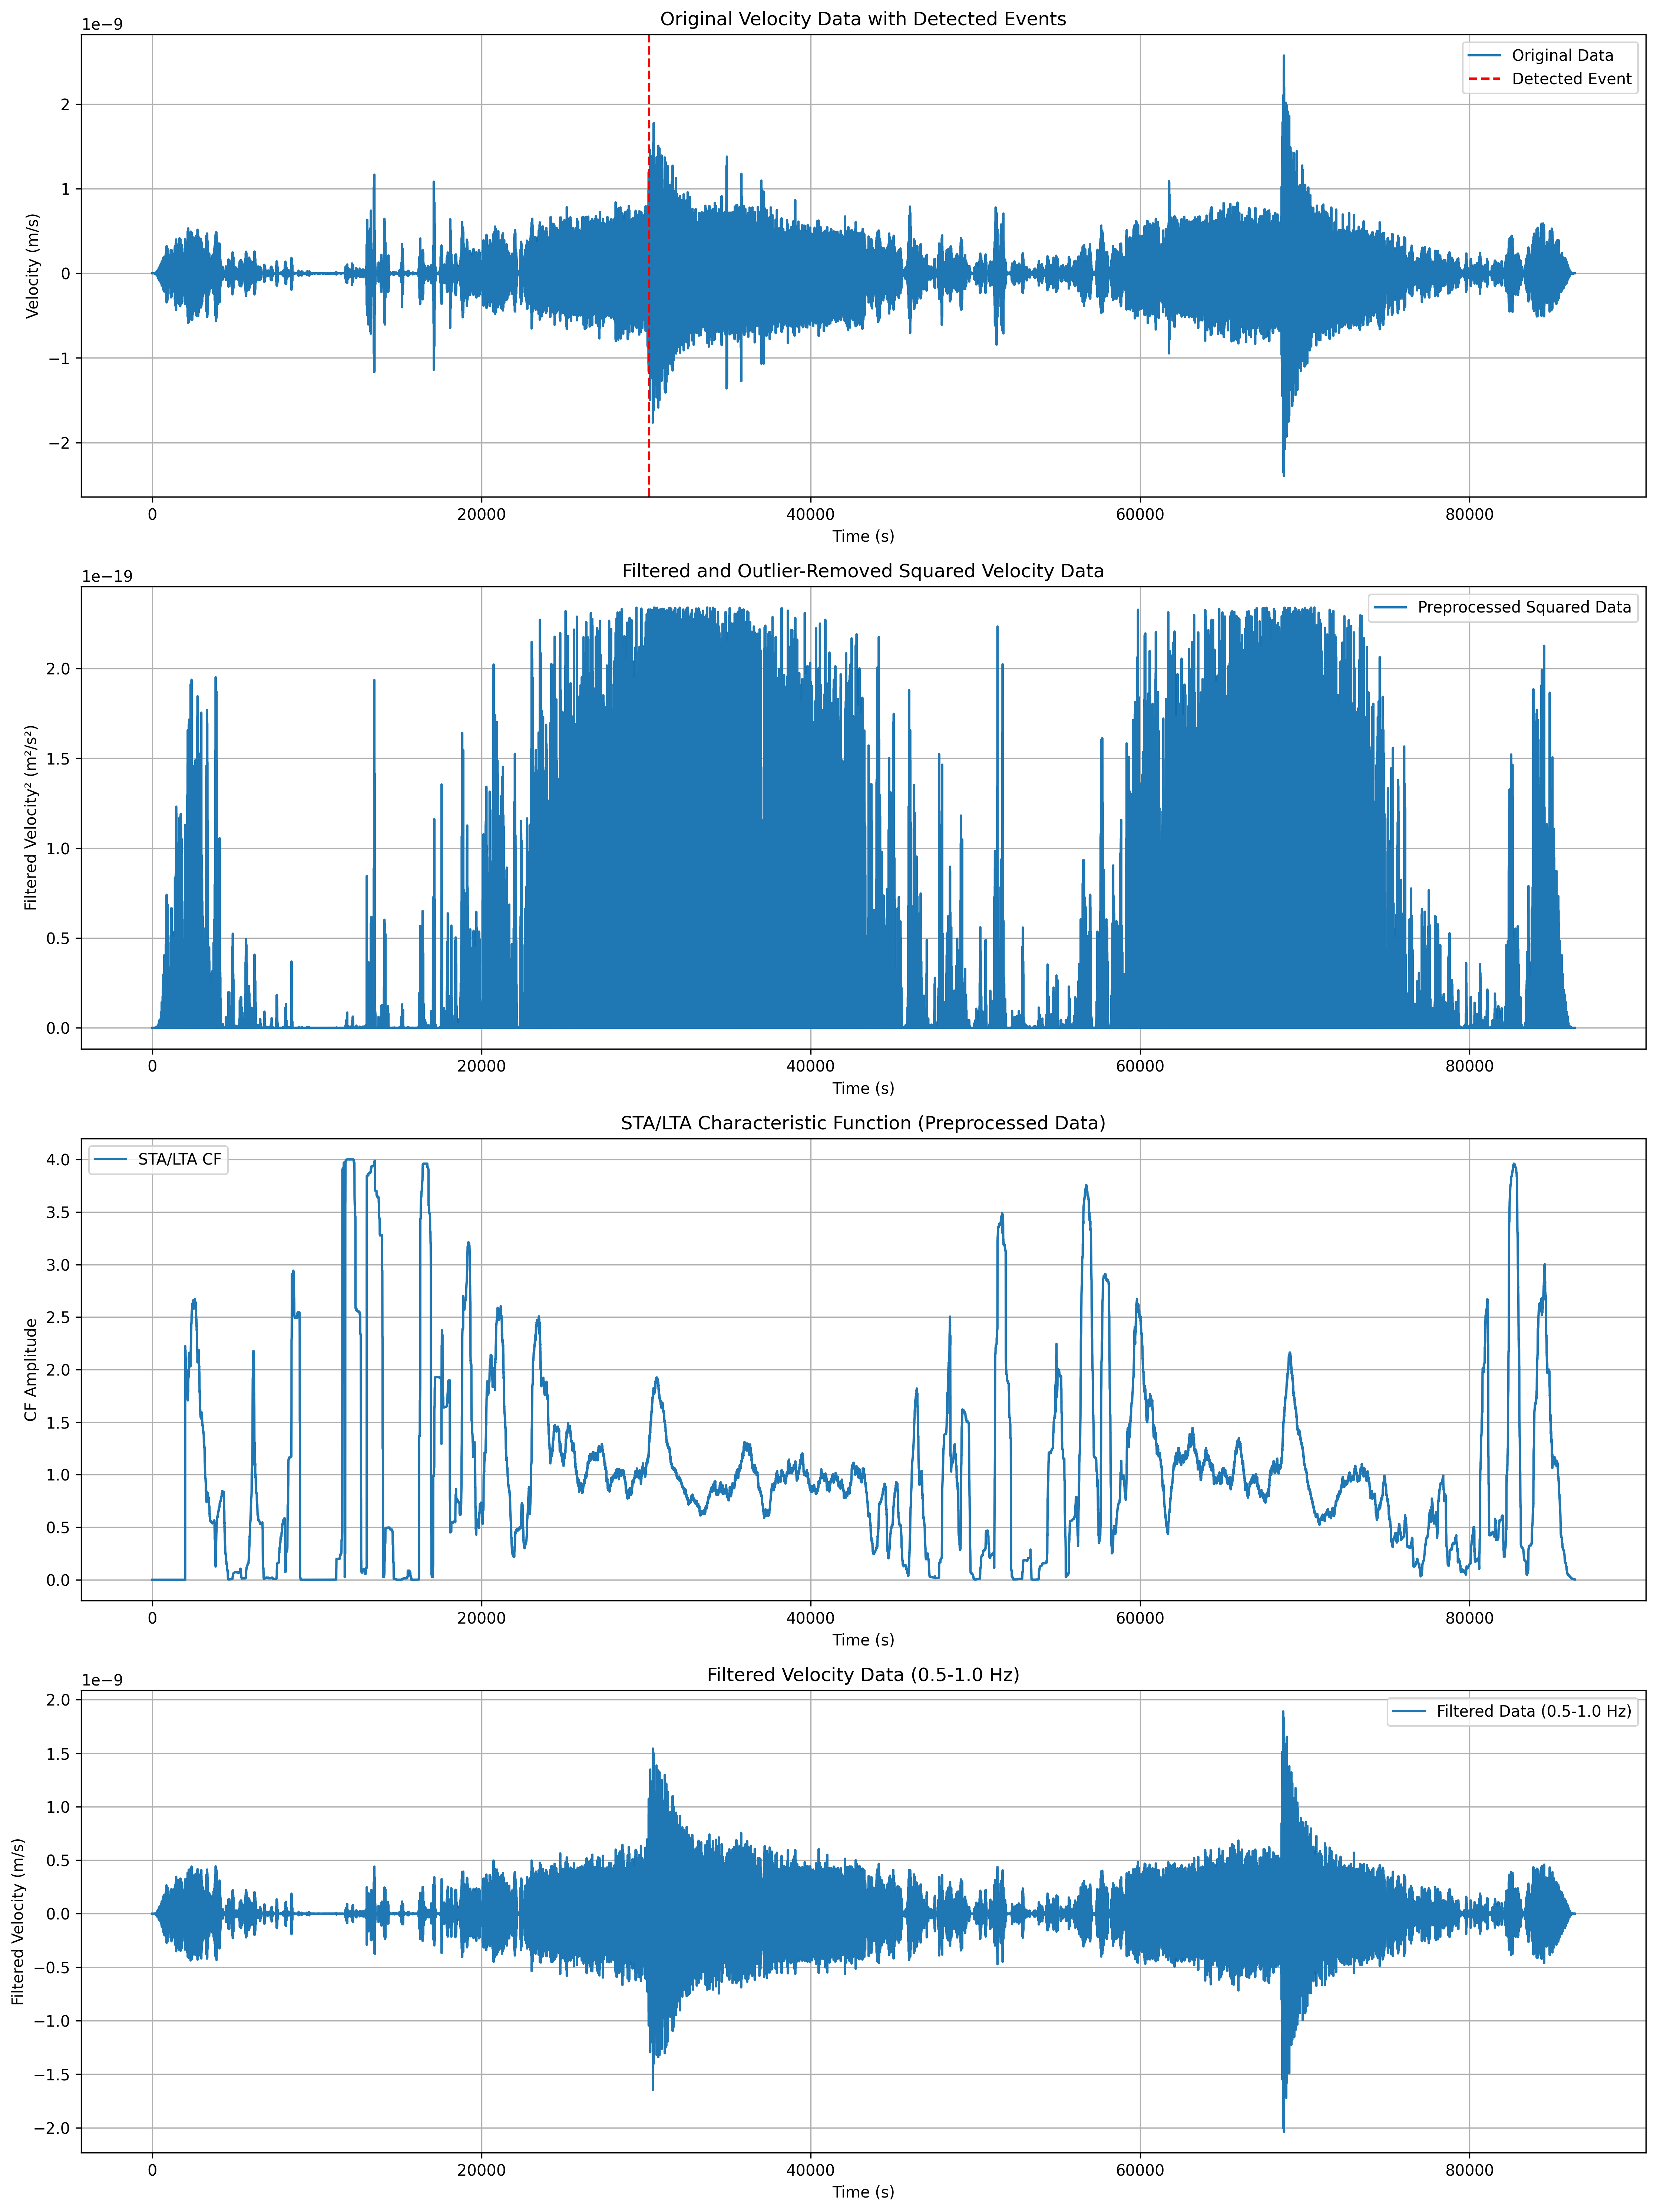 Original Velocity Data with Detected Events
1e−9
Original Data
Detected Event
2
1
0
−1
−2
Velocity (m/s)
0 20000 40000 60000 80000
Time (s)
Filtered and Outlier-Removed Squared Velocity Data
1e−19
Preprocessed Squared Data
2.0
1.5
1.0
0.5
0.0
Filtered Velocity² (m²/s²)
0 20000 40000 60000 80000
Time (s)
STA/LTA Characteristic Function (Preprocessed Data)
STA/LTA CF
4.0
3.5
3.0
2.5
2.0
1.5
1.0
0.5
0.0
CF Amplitude
0 20000 40000 60000 80000
Time (s)
Filtered Velocity Data (0.5-1.0 Hz)
1e−9
Filtered Data (0.5-1.0 Hz)
2.0
1.5
1.0
0.5
0.0
−0.5
−1.0
−1.5
−2.0
Filtered Velocity (m/s)
0 20000 40000 60000 80000
Time (s)